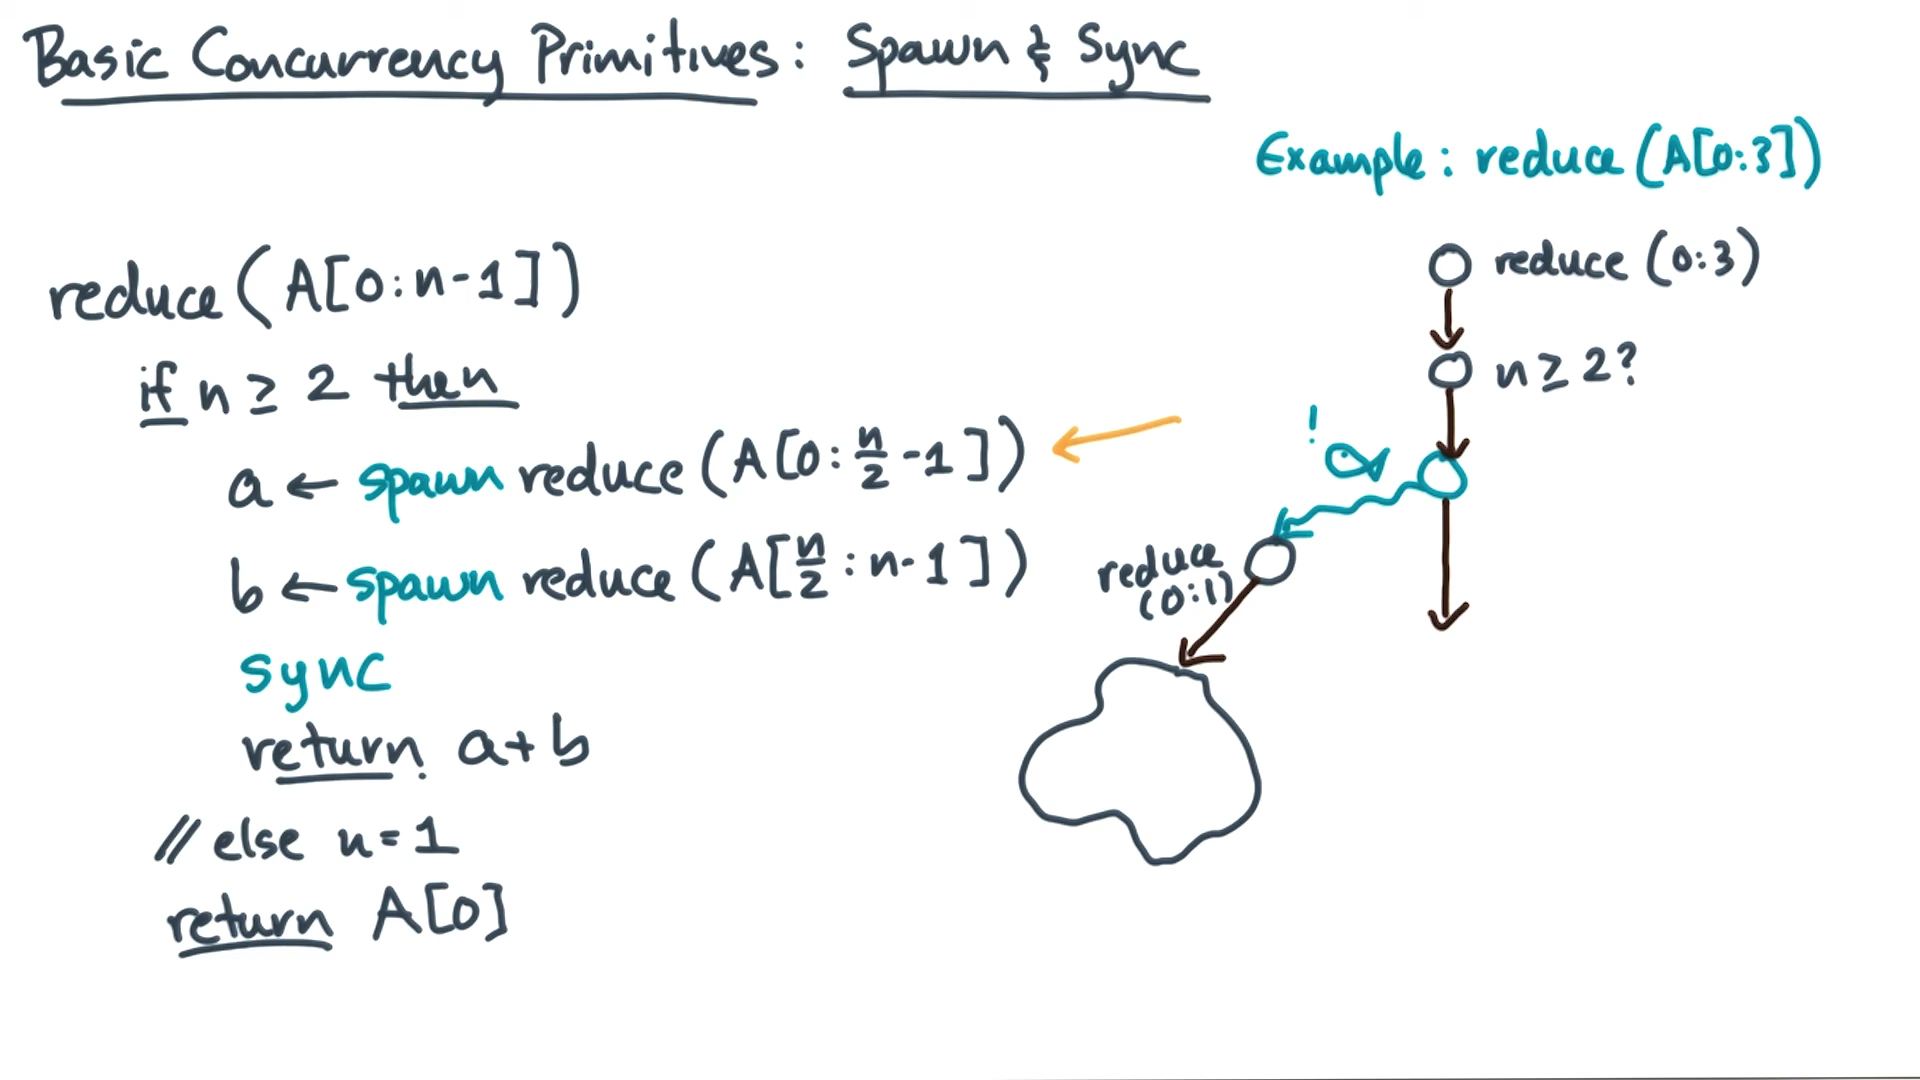 Basic Concurrency Primitives: Spawn & Sync
Example: reduce(A[0:3])
reduce(A[0:n-1])
if n ≥ 2 then
a ← spawn reduce(A[0:n/2-1])
b ← spawn reduce(A[n/2:n-1])
sync
return a+b
// else n=1
return A[0]
reduce (0:3)
n ≥ 2?
!
reduce
(0:1)